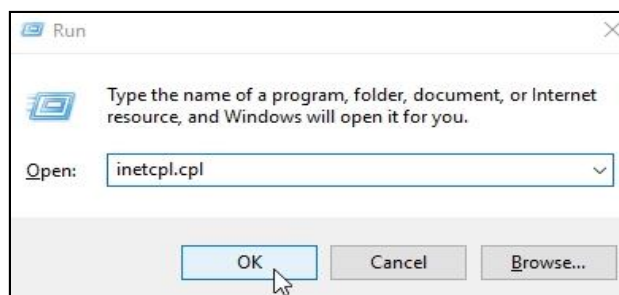 Run
Type the name of a program, folder, document, or Internet
resource, and Windows will open it for you.
Open: inetcpl.cpl
OK Cancel Browse...